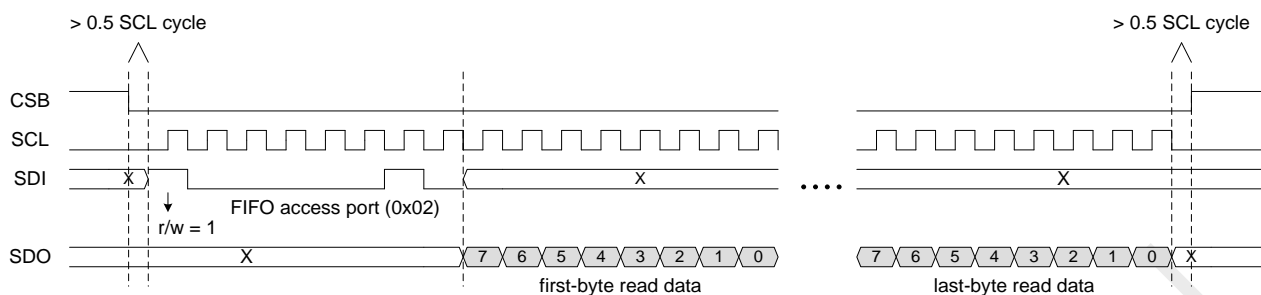 > 0.5 SCL cycle
> 0.5 SCL cycle
CSB
SCL
SDI X X X
FIFO access port (0x02)
r/w = 1
SDO X 7 6 5 4 3 2 1 0 7 6 5 4 3 2 1 0 X
first-byte read data
last-byte read data